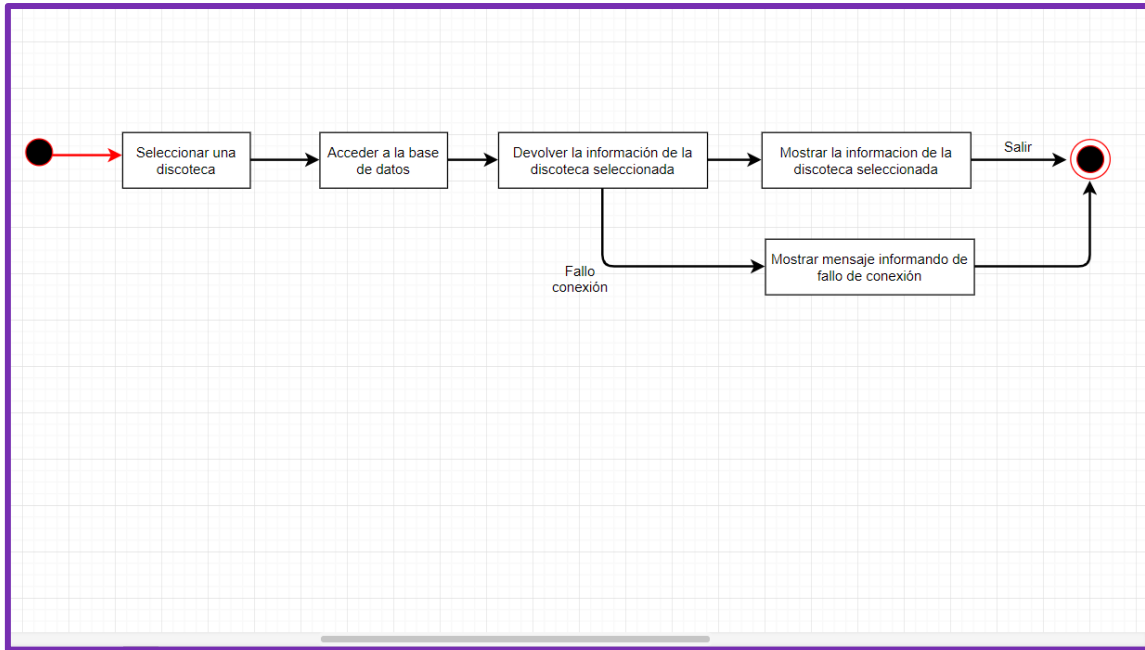 Seleccionar una
discoteca
Acceder a la base
de datos
Devolver la información de la
discoteca seleccionada
Mostrar la informacion de la
discoteca seleccionada
Salir
Fallo
conexión
Mostrar mensaje informando de
fallo de conexión